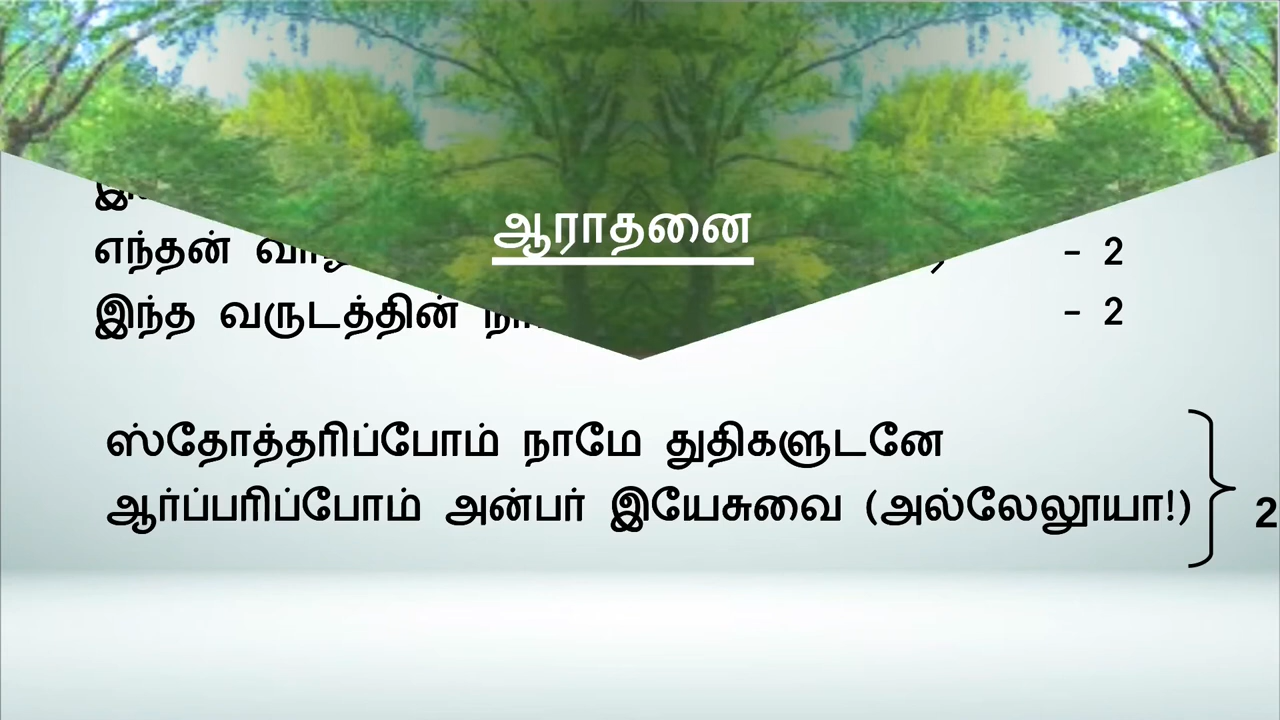 ஆராதனை
எந்தன் - 2
இந்த வருடத்தின் - 2
ஸ்தோத்தரிப்போம் நாமே துதிகளுடனே
ஆர்ப்பரிப்போம் அன்பர் இயேசுவை (அல்லேலூயா!) 2